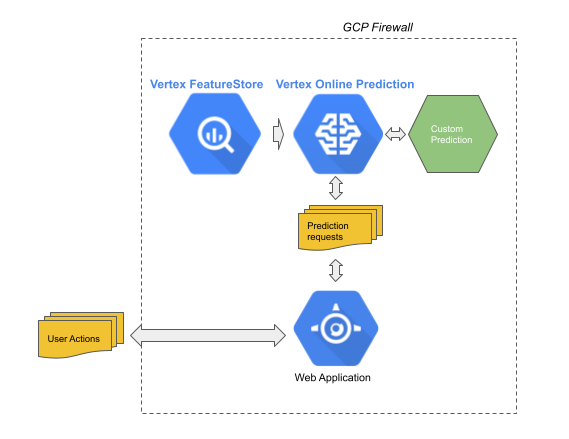 GCP Firewall
Vertex FeatureStore
Vertex Online Prediction
Custom
Prediction
Prediction
requests
User Actions
Web Application